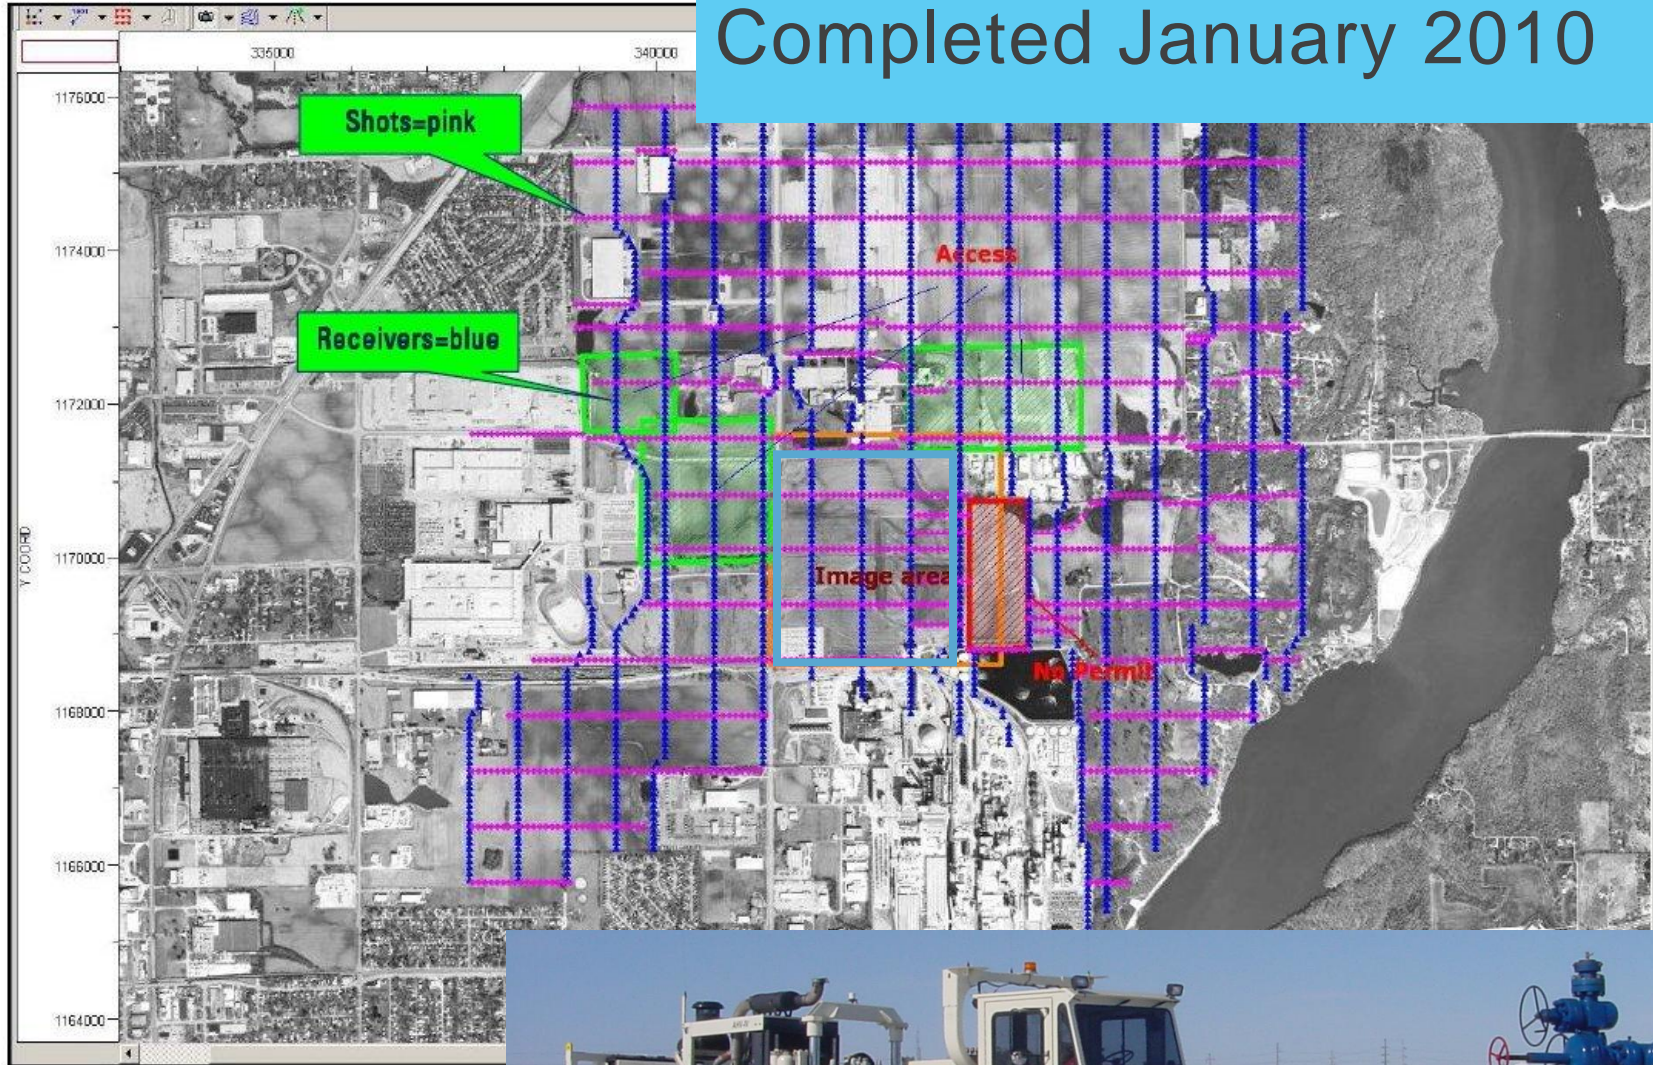 Completed January 2010
335000
340000
1176000
Shots=pink
1174000
Access
Receivers=blue
1172000
Y COORD
1170000
Image area
No Permit
1168000
1166000
1164000